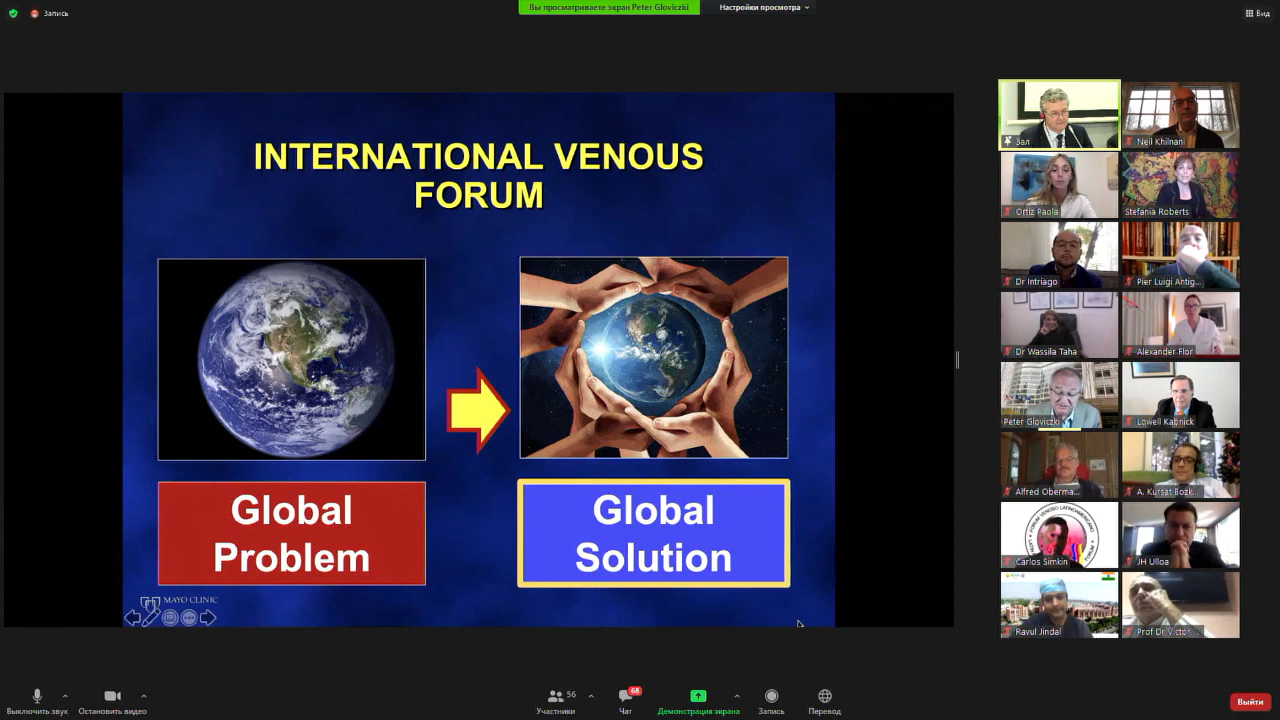 Запись
Вы просматриваете экран Peter Gloviczki
Настройки просмотра
Вид
INTERNATIONAL VENOUS
FORUM
Global
Problem
Global
Solution
MAYO CLINIC
Зал
Neil Khilnani
Ortiz Paola
Stefania Roberts
Dr Intriago
Pier Luigi Antig...
Dr Wassila Taha
Alexander Flor
Peter Gloviczki
Lowell Kabnick
Alfred Oberma...
A. Kursat Bozk...
Carlos Simkin
JH Ulloa
Ravul Jindal
Prof Dr Victor...
Выключить звук
Остановить видео
56
Участники
68
Чат
Демонстрация экрана
Запись
Перевод
Выйти